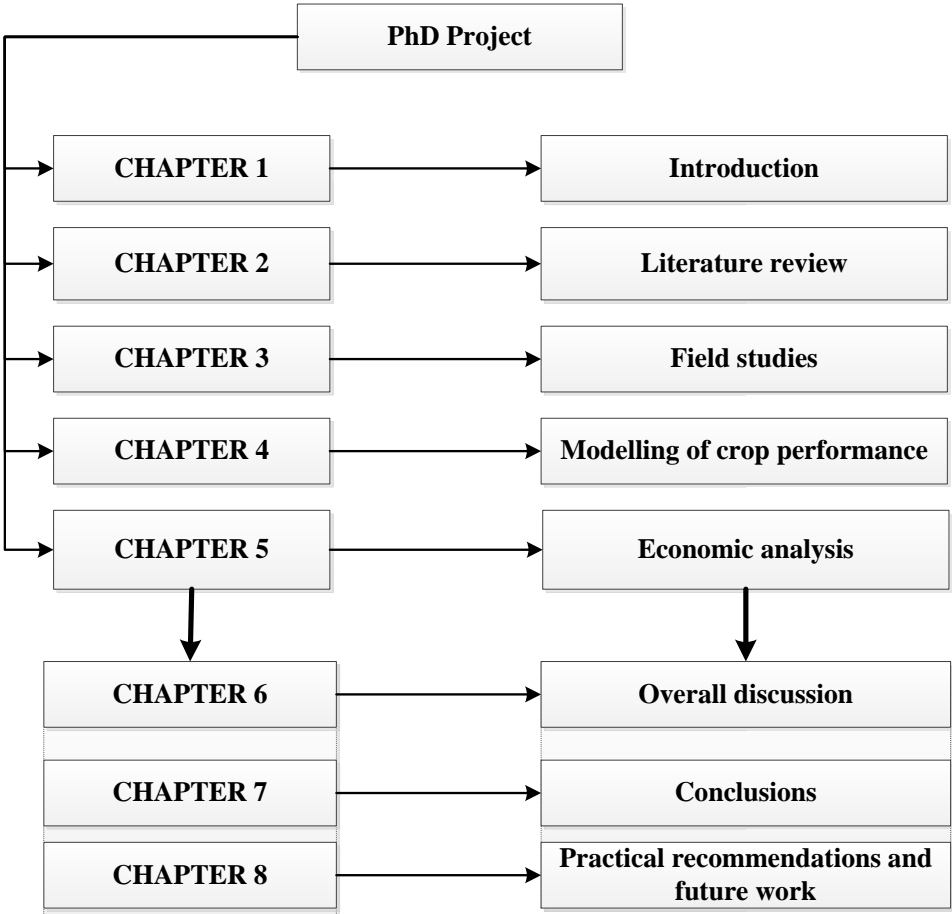 PhD Project
CHAPTER 1
Introduction
CHAPTER 2
Literature review
CHAPTER 3
Field studies
CHAPTER 4
Modelling of crop performance
CHAPTER 5
Economic analysis
CHAPTER 6
Overall discussion
CHAPTER 7
Conclusions
CHAPTER 8
Practical recommendations and
future work